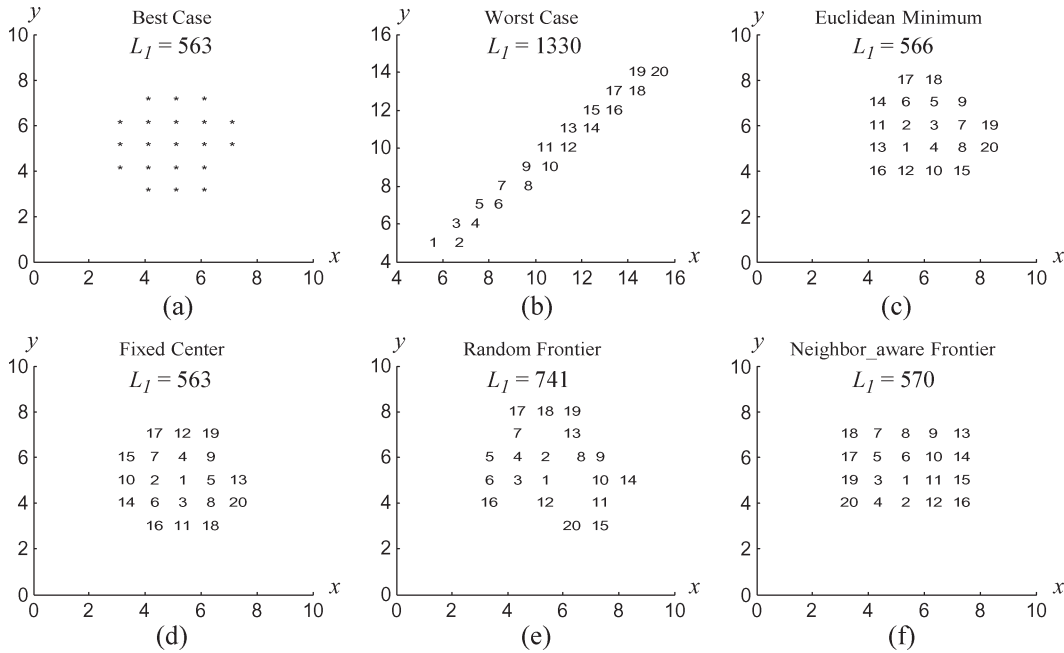 Best Case
L1 = 563
y
10
8
* * *
6 * * * * *
* * * * *
4 * * * *
* * *
2
0
0 2 4 6 8 10 x
(a)
Worst Case
L1 = 1330
y
16
14 19 20
17 18
12 15 16
13 14
10 11 12
9 10
8 7 8
5 6
6 3 4
1 2
4
4 6 8 10 12 14 16 x
(b)
Euclidean Minimum
L1 = 566
y
10
8 17 18
14 6 5 9
6 11 2 3 7 19
13 1 4 8 20
4 16 12 10 15
2
0
0 2 4 6 8 10 x
(c)
Fixed Center
L1 = 563
y
10
8
17 12 19
6 15 7 4 9
10 2 1 5 13
4 14 6 3 8 20
16 11 18
2
0
0 2 4 6 8 10 x
(d)
Random Frontier
L1 = 741
y
10
8 17 18 19
7 13
6 5 4 2 8 9
6 3 1 10 14
4 16 12 11
20 15
2
0
0 2 4 6 8 10 x
(e)
Neighbor_aware Frontier
L1 = 570
y
10
8
18 7 8 9 13
6 17 5 6 10 14
19 3 1 11 15
4 20 4 2 12 16
2
0
0 2 4 6 8 10 x
(f)